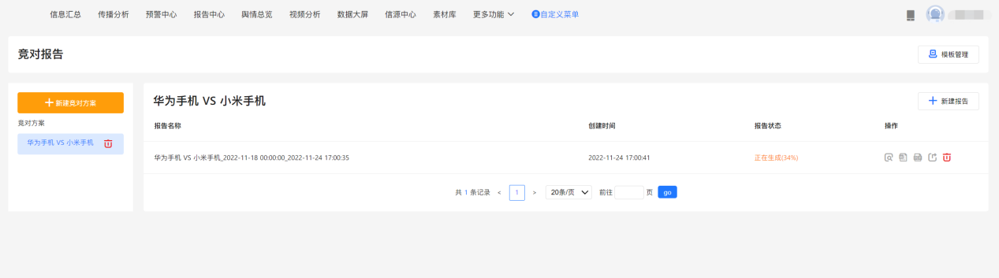 信息汇总 传播分析 预警中心 报告中心 舆情总览 视频分析 数据大屏 信源中心 素材库 更多功能 自定义菜单
竞对报告 模板管理
新建竞对方案
竞对方案
华为手机 VS 小米手机
华为手机 VS 小米手机 新建报告
报告名称 创建时间 报告状态 操作
华为手机 VS 小米手机_2022-11-18 00:00:00_2022-11-24 17:00:35 2022-11-24 17:00:41 正在生成(34%)
共 1 条记录 < 1 > 20条/页 前往 页 go